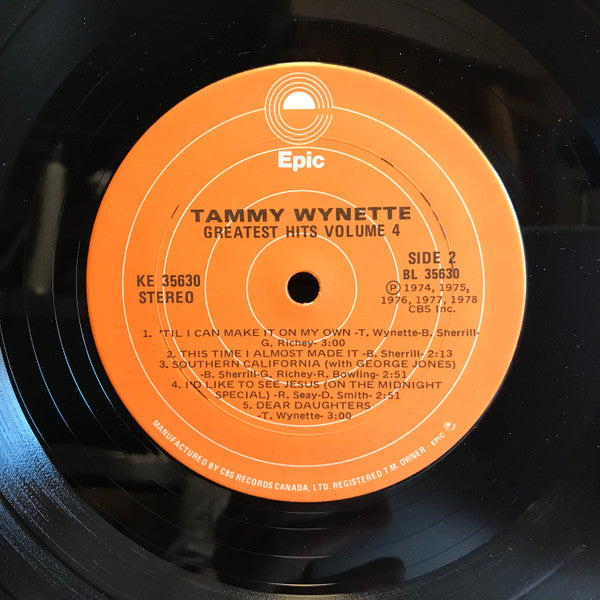 Epic
TAMMY WYNETTE
GREATEST HITS VOLUME 4
KE 35630
STEREO
SIDE 2
BL 35630
Ⓟ 1974, 1975,
1976, 1977, 1978
CBS Inc.
1. 'TIL I CAN MAKE IT ON MY OWN -T. Wynette-B. Sherrill-
G. Richey- 3:00
2. THIS TIME I ALMOST MADE IT -B. Sherrill- 2:13
3. SOUTHERN CALIFORNIA (with GEORGE JONES)
-B. Sherrill-G. Richey-R. Bowling- 2:51
4. I'D LIKE TO SEE JESUS (ON THE MIDNIGHT
SPECIAL) -R. Seay-D. Smith- 2:51
5. DEAR DAUGHTERS
-T. Wynette- 3:00
MANUFACTURED BY CBS RECORDS CANADA, LTD. REGISTERED T.M. OWNER - EPIC